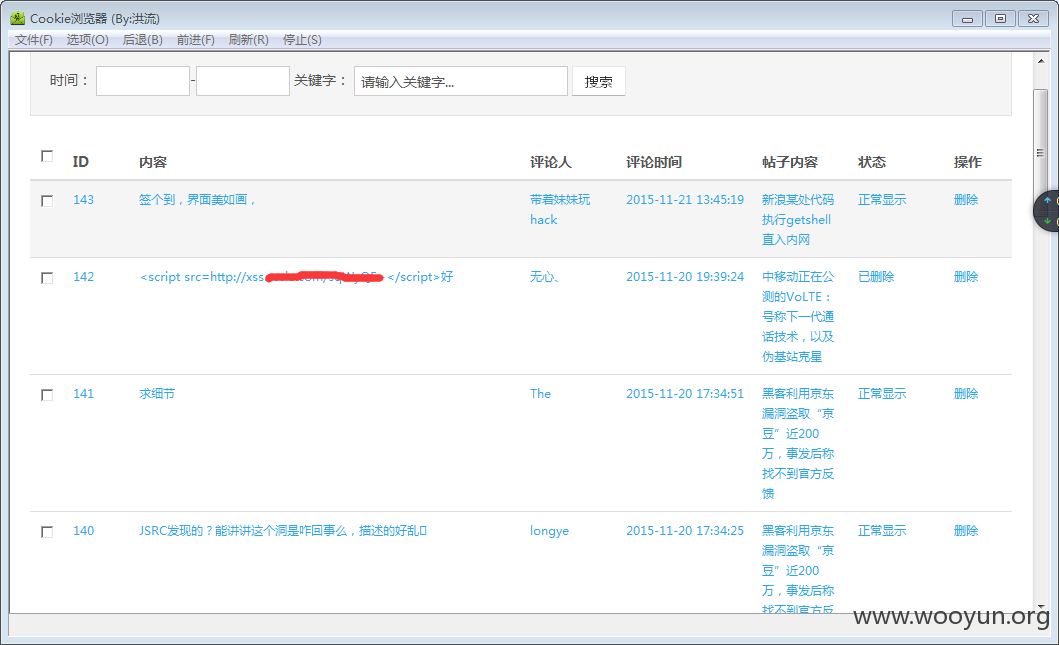 Cookie浏览器 (By:洪流)
文件(F) 选项(O) 后退(B) 前进(F) 刷新(R) 停止(S)
时间： - 关键字： 请输入关键字... 搜索
ID 内容 评论人 评论时间 帖子内容 状态 操作
143 签个到，界面美如画， 带着妹妹玩 2015-11-21 13:45:19 新浪某处代码 正常显示 删除
hack 执行getshell
直入内网
142 <script src=http://xss </script>好 无心、 2015-11-20 19:39:24 中移动正在公 已删除 删除
测的VoLTE：
号称下一代通
话技术，以及
伪基站克星
141 求细节 The 2015-11-20 17:34:51 黑客利用京东 正常显示 删除
漏洞盗取“京
豆”近200
万，事发后称
找不到官方反
馈
140 JSRC发现的？能讲讲这个洞是咋回事么，描述的好乱 longye 2015-11-20 17:34:25 黑客利用京东 正常显示 删除
漏洞盗取“京
豆”近200
万，事发后称
找不到官方反
www.wooyun.org